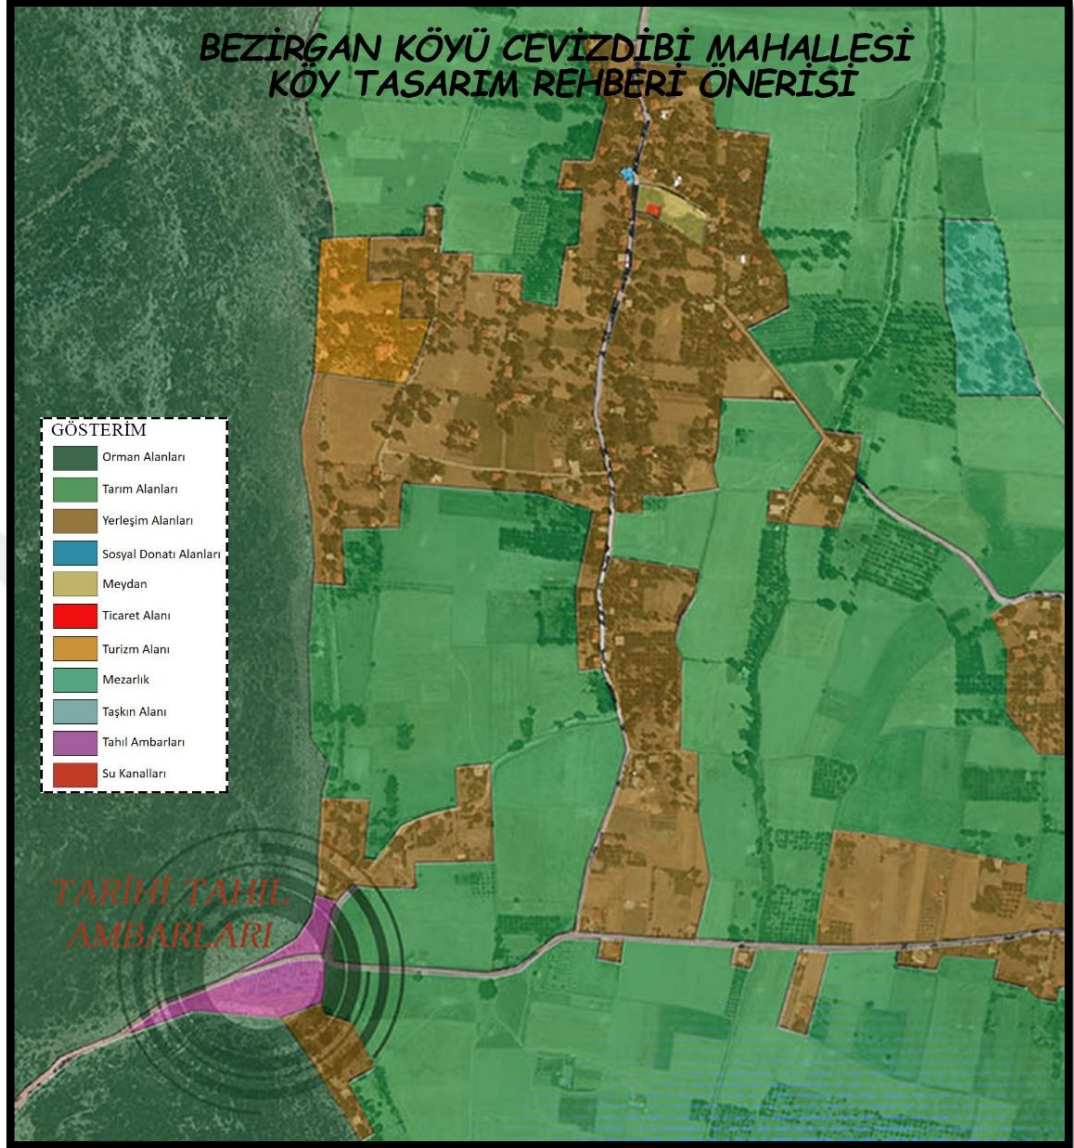 BEZİRGAN KÖYÜ CEVİZDİBİ MAHALLESİ
KÖY TASARIM REHBERİ ÖNERİSİ
GÖSTERİM
Orman Alanları
Tarım Alanları
Yerleşim Alanları
Sosyal Donatı Alanları
Meydan
Ticaret Alanı
Turizm Alanı
Mezarlık
Taşkın Alanı
Tahıl Ambarları
Su Kanalları
TARİHİ TAHIL
AMBARLARI